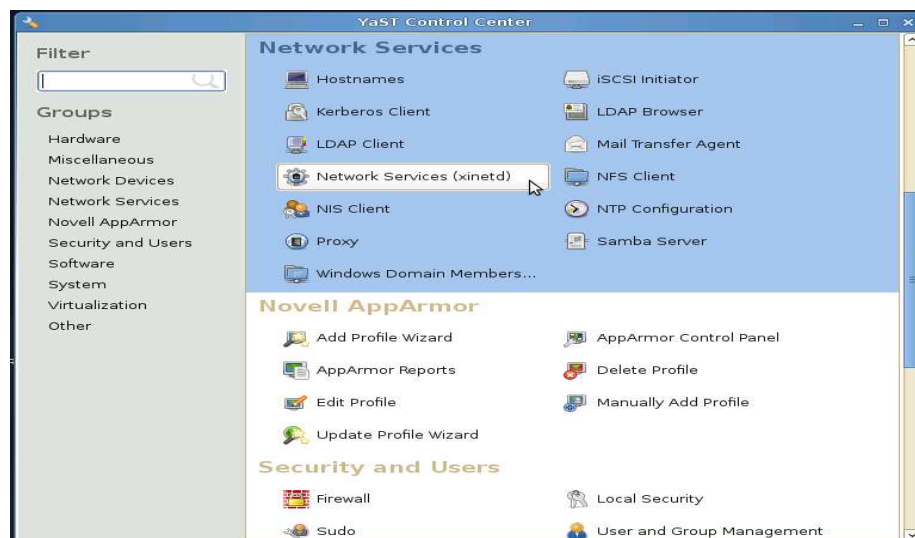 YaST Control Center
Filter
Groups
Hardware
Miscellaneous
Network Devices
Network Services
Novell AppArmor
Security and Users
Software
System
Virtualization
Other
Network Services
Hostnames
iSCSI Initiator
Kerberos Client
LDAP Browser
LDAP Client
Mail Transfer Agent
Network Services (xinetd)
NFS Client
NIS Client
NTP Configuration
Proxy
Samba Server
Windows Domain Members...
Novell AppArmor
Add Profile Wizard
AppArmor Control Panel
AppArmor Reports
Delete Profile
Edit Profile
Manually Add Profile
Update Profile Wizard
Security and Users
Firewall
Local Security
Sudo
User and Group Management